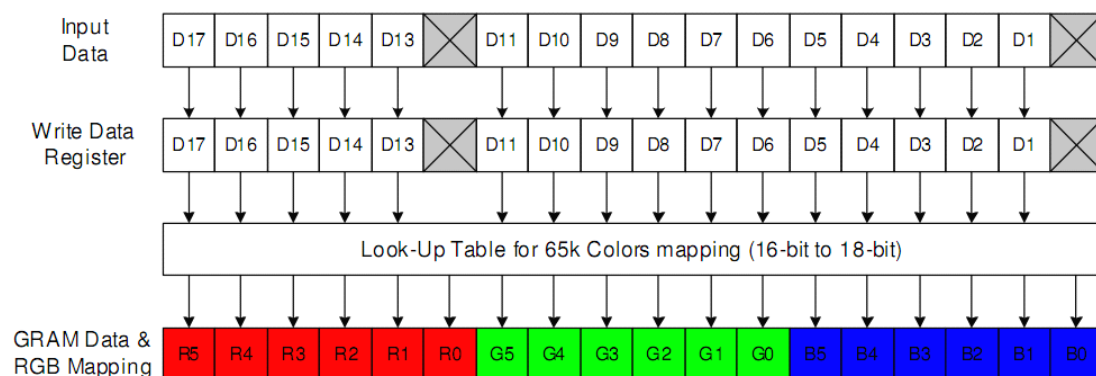 Input
Data
D17 D16 D15 D14 D13 D11 D10 D9 D8 D7 D6 D5 D4 D3 D2 D1
Write Data
Register
D17 D16 D15 D14 D13 D11 D10 D9 D8 D7 D6 D5 D4 D3 D2 D1
Look-Up Table for 65k Colors mapping (16-bit to 18-bit)
GRAM Data &
RGB Mapping
R5 R4 R3 R2 R1 R0 G5 G4 G3 G2 G1 G0 B5 B4 B3 B2 B1 B0